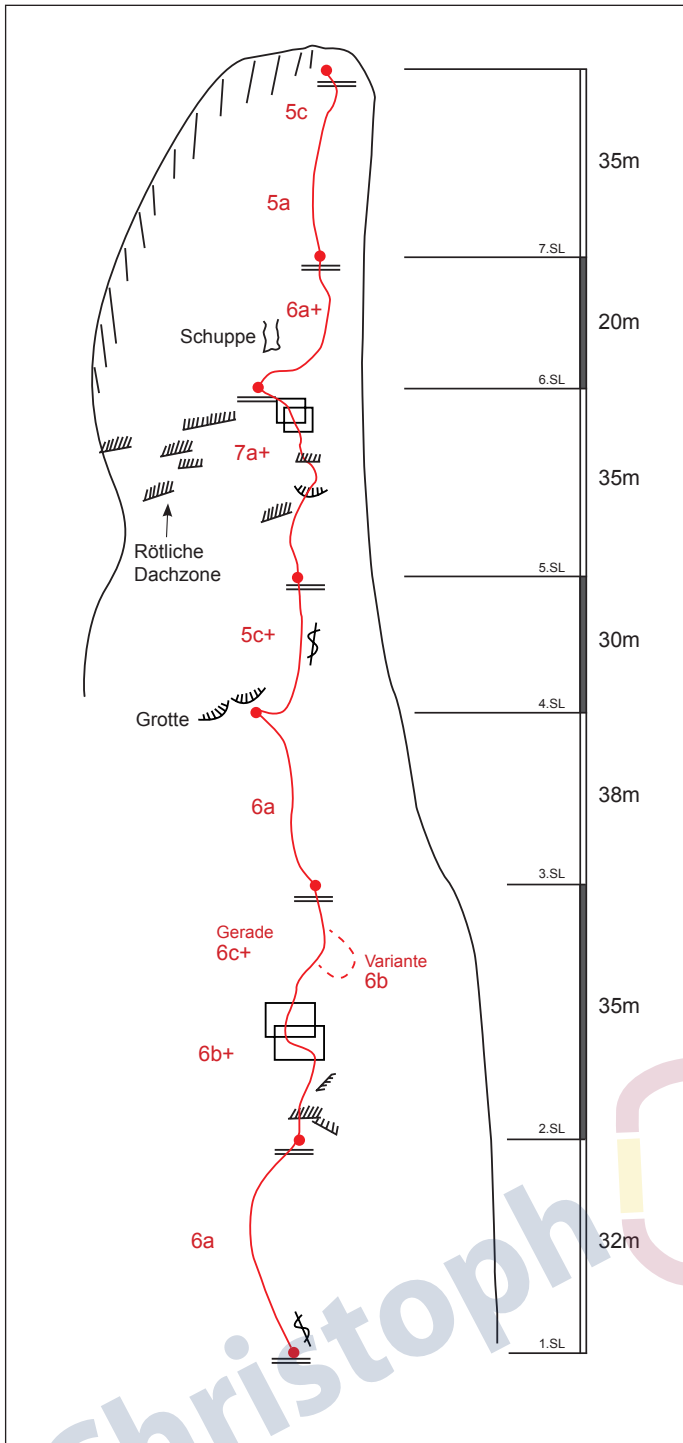 5c
35m
5a
7.SL
6a+
20m
Schuppe
6.SL
7a+
35m
Rötliche
Dachzone
5.SL
5c+
30m
Grotte
4.SL
6a
38m
3.SL
Gerade
6c+
Variante
6b
35m
6b+
2.SL
6a
32m
1.SL
Christoph